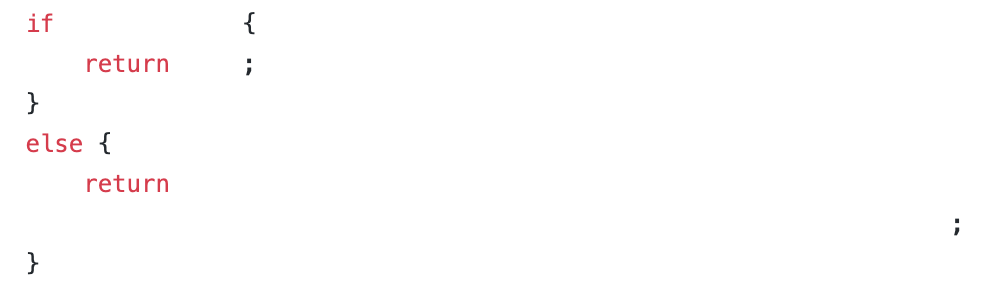 if {
return ;
}
else {
return
;
}